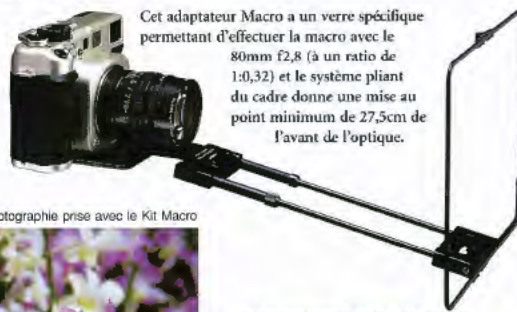 Cet adaptateur Macro a un verre spécifique
permettant d'effectuer la macro avec le
80mm f2,8 (à un ratio de
1:0,32) et le système pliant
du cadre donne une mise au
point minimum de 27,5cm de
l'avant de l'optique.
otographie prise avec le Kit Macro